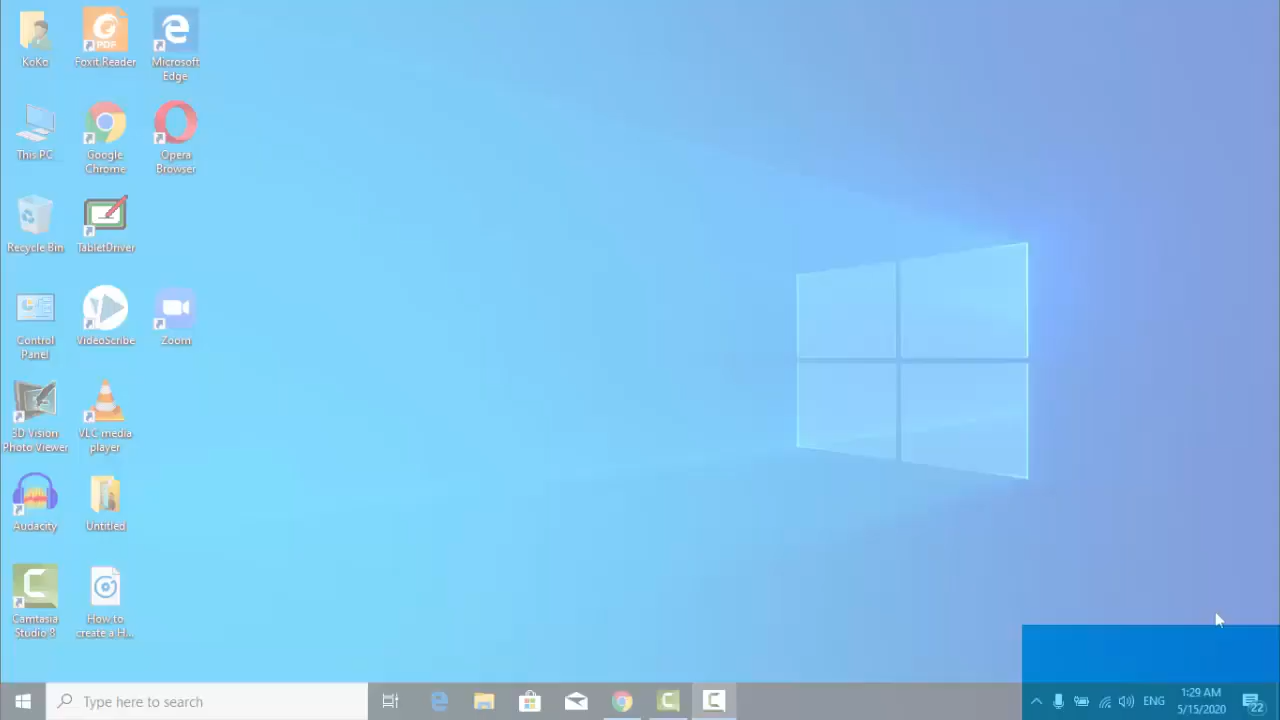 KoKo
Foxit Reader
Microsoft
Edge
PDF
This PC
Google
Chrome
Opera
Browser
Recycle Bin
TabletDriver
Control
Panel
VideoScribe
Zoom
3D Vision
Photo Viewer
VLC media
player
Audacity
Untitled
Camtasia
Studio 8
How to
create a H...
Type here to search
ENG
1:29 AM
5/15/2020
22